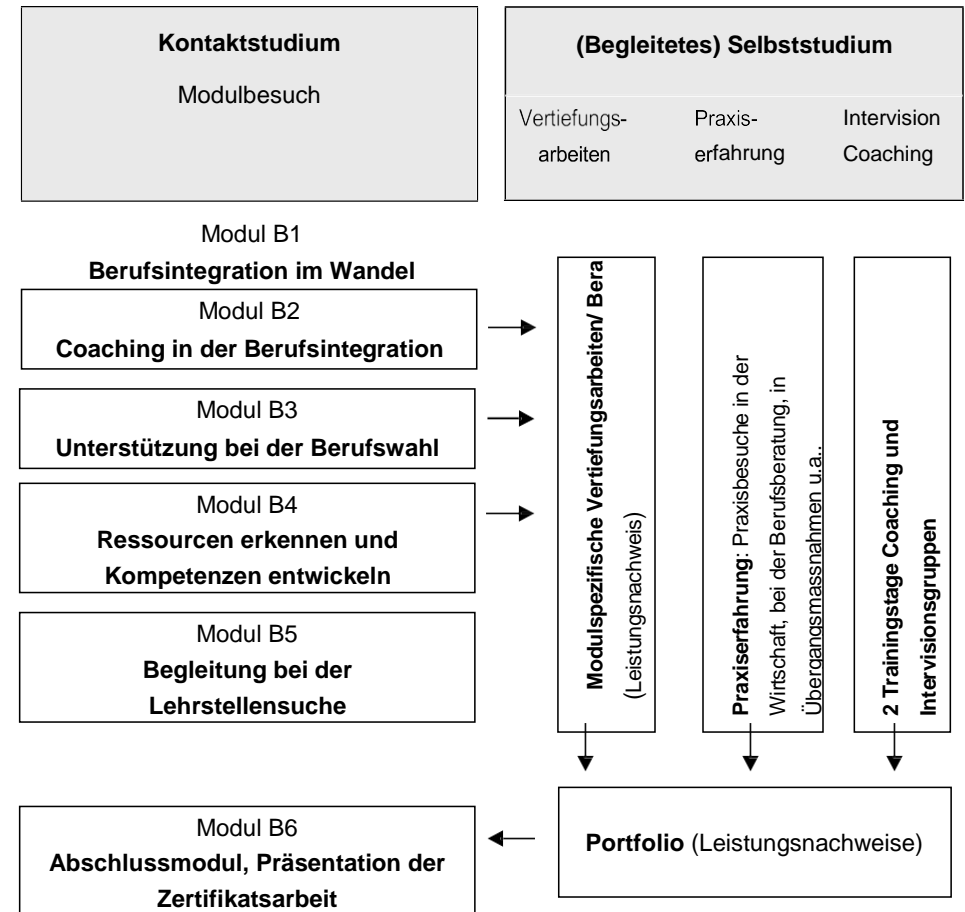 Kontaktstudium
Modulbesuch
(Begleitetes) Selbststudium
Vertiefungs-
arbeiten
Praxis-
erfahrung
Intervision
Coaching
Modul B1
Berufsintegration im Wandel
Modul B2
Coaching in der Berufsintegration
Modul B3
Unterstützung bei der Berufswahl
Modul B4
Ressourcen erkennen und
Kompetenzen entwickeln
Modul B5
Begleitung bei der
Lehrstellensuche
Modulspezifische Vertiefungsarbeiten/ Bera
(Leistungsnachweis)
Praxiserfahrung: Praxisbesuche in der
Wirtschaft, bei der Berufsberatung, in
Übergangsmassnahmen u.a..
2 Trainingstage Coaching und
Intervisionsgruppen
Modul B6
Abschlussmodul, Präsentation der
Zertifikatsarbeit
Portfolio (Leistungsnachweise)